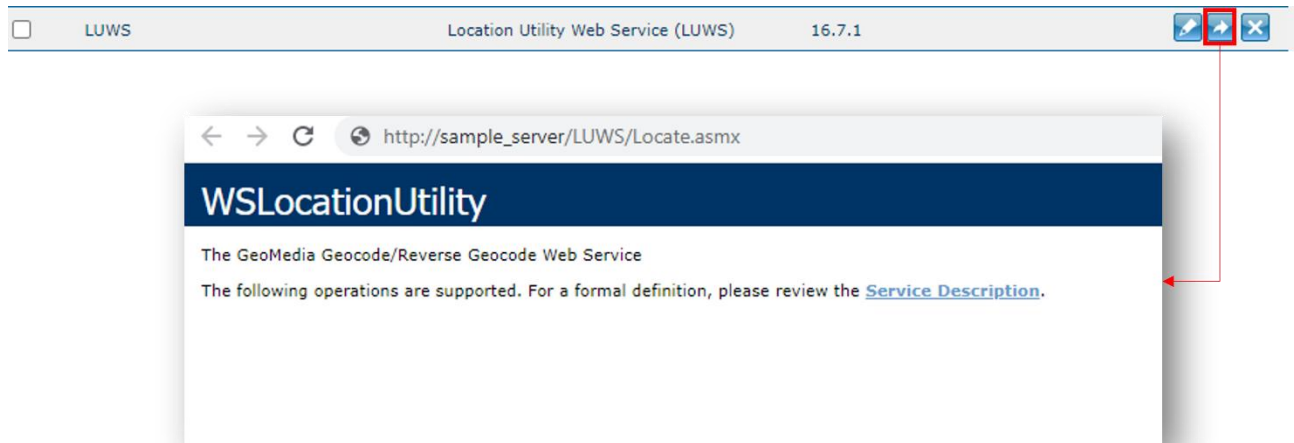 LUWS Location Utility Web Service (LUWS) 16.7.1
http://sample_server/LUWS/Locate.asmx
WSLocationUtility
The GeoMedia Geocode/Reverse Geocode Web Service
The following operations are supported. For a formal definition, please review the Service Description.